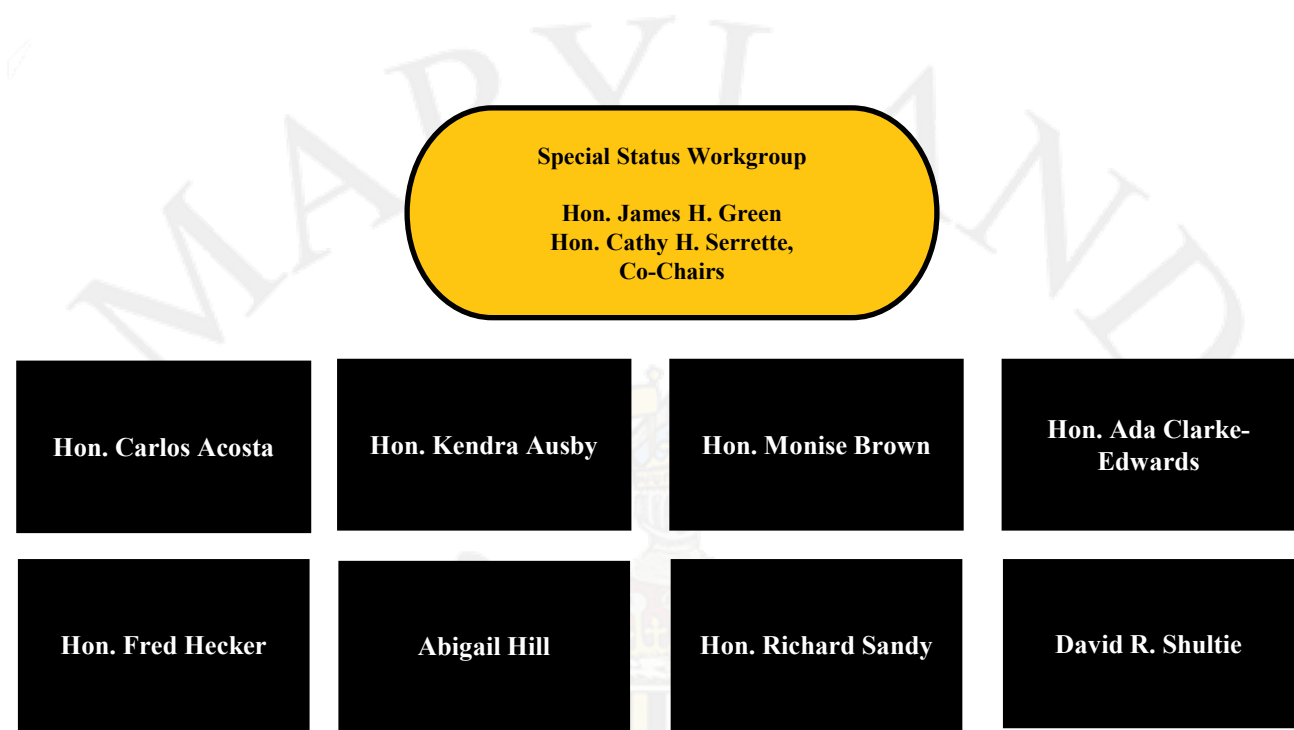 MARYLAND
Special Status Workgroup
Hon. James H. Green
Hon. Cathy H. Serrette,
Co-Chairs
Hon. Carlos Acosta
Hon. Kendra Ausby
Hon. Monise Brown
Hon. Ada Clarke-
Edwards
Hon. Fred Hecker
Abigail Hill
Hon. Richard Sandy
David R. Shultie